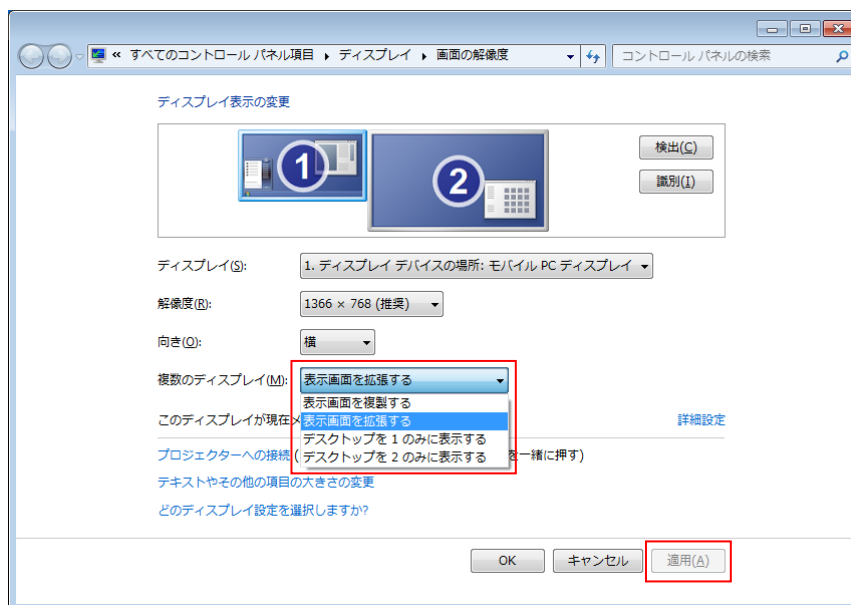 « すべてのコントロール パネル項目 ▸ ディスプレイ ▸ 画面の解像度 コントロール パネルの検索
ディスプレイ表示の変更
1 2
検出(C)
識別(I)
ディスプレイ(S): 1. ディスプレイ デバイスの場所: モバイル PC ディスプレイ
解像度(R): 1366 × 768 (推奨)
向き(O): 横
複数のディスプレイ(M): 表示画面を拡張する
表示画面を複製する
このディスプレイが現在メ 表示画面を拡張する 詳細設定
デスクトップを 1 のみに表示する
プロジェクターへの接続 ( デスクトップを 2 のみに表示する を一緒に押す)
テキストやその他の項目の大きさの変更
どのディスプレイ設定を選択しますか?
OK キャンセル 適用(A)